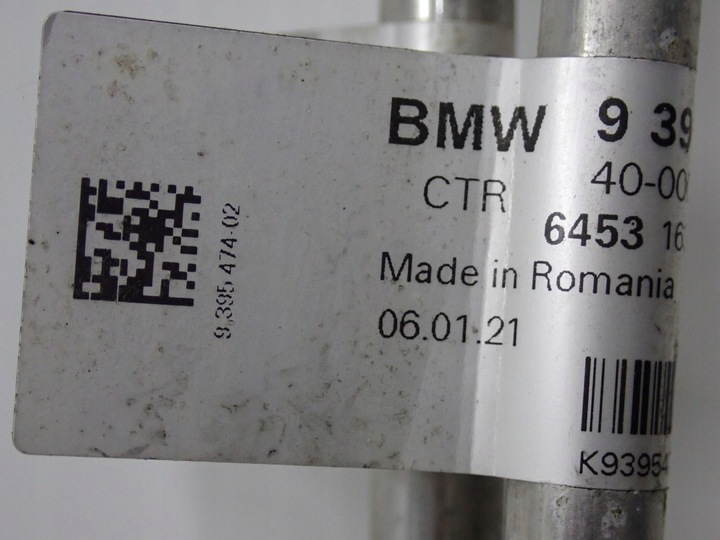 9 395 474-02
BMW 9 39
CTR 40-00
6453 16
Made in Romania
06.01.21
K93954